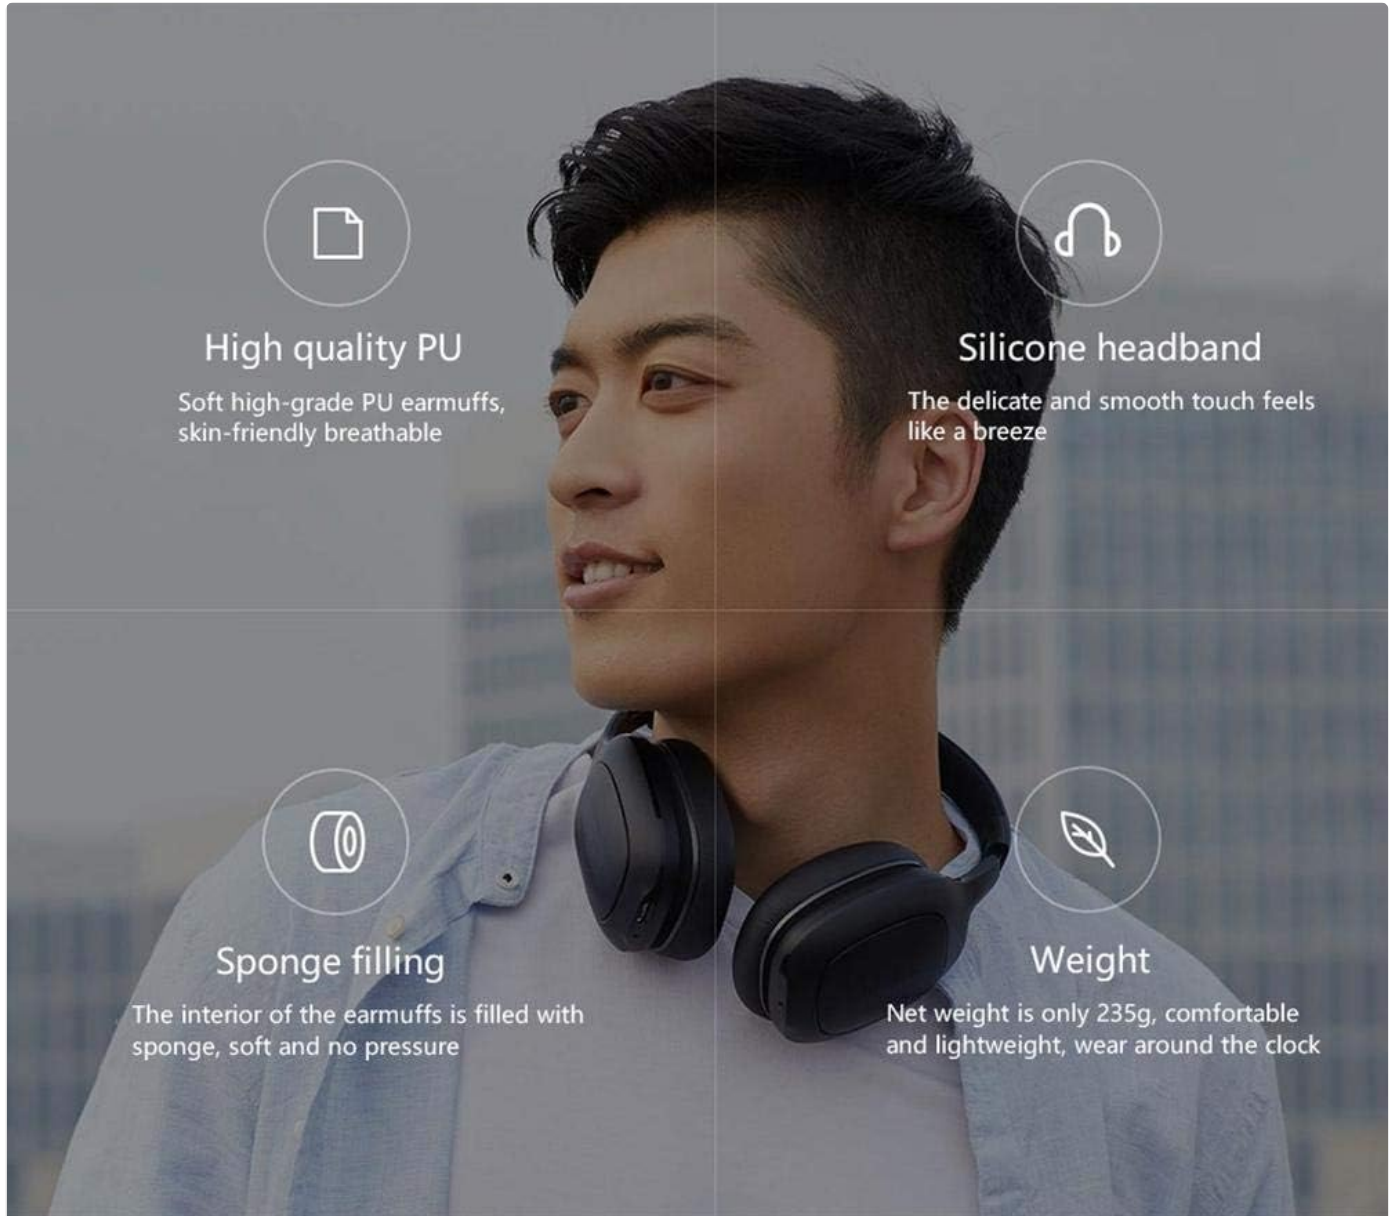 High quality PU
Soft high-grade PU earmuffs,
skin-friendly breathable
Silicone headband
The delicate and smooth touch feels
like a breeze
Sponge filling
The interior of the earmuffs is filled with
sponge, soft and no pressure
Weight
Net weight is only 235g, comfortable
and lightweight, wear around the clock